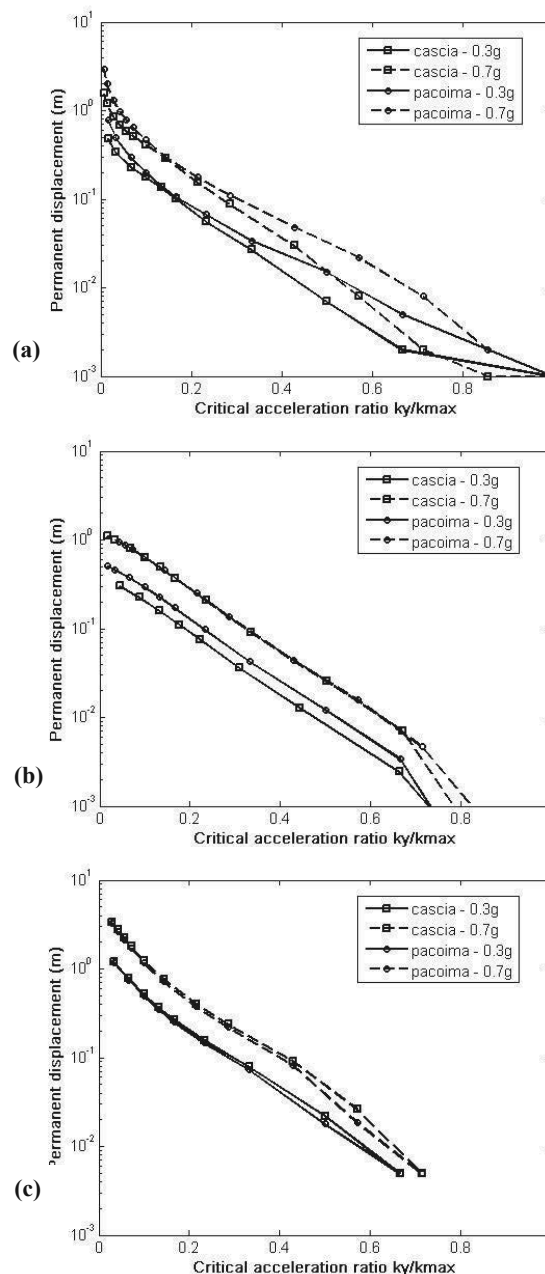 (a)
Permanent displacement (m)
10^1
10^0
10^-1
10^-2
10^-3
cascia - 0.3g
cascia - 0.7g
pacoima - 0.3g
pacoima - 0.7g
0 0.2 0.4 0.6 0.8
Critical acceleration ratio ky/kmax
(b)
Permanent displacement (m)
10^1
10^0
10^-1
10^-2
10^-3
cascia - 0.3g
cascia - 0.7g
pacoima - 0.3g
pacoima - 0.7g
0 0.2 0.4 0.6 0.8
Critical acceleration ratio ky/kmax
(c)
Permanent displacement (m)
10^1
10^0
10^-1
10^-2
10^-3
cascia - 0.3g
cascia - 0.7g
pacoima - 0.3g
pacoima - 0.7g
0 0.2 0.4 0.6 0.8
Critical acceleration ratio ky/kmax